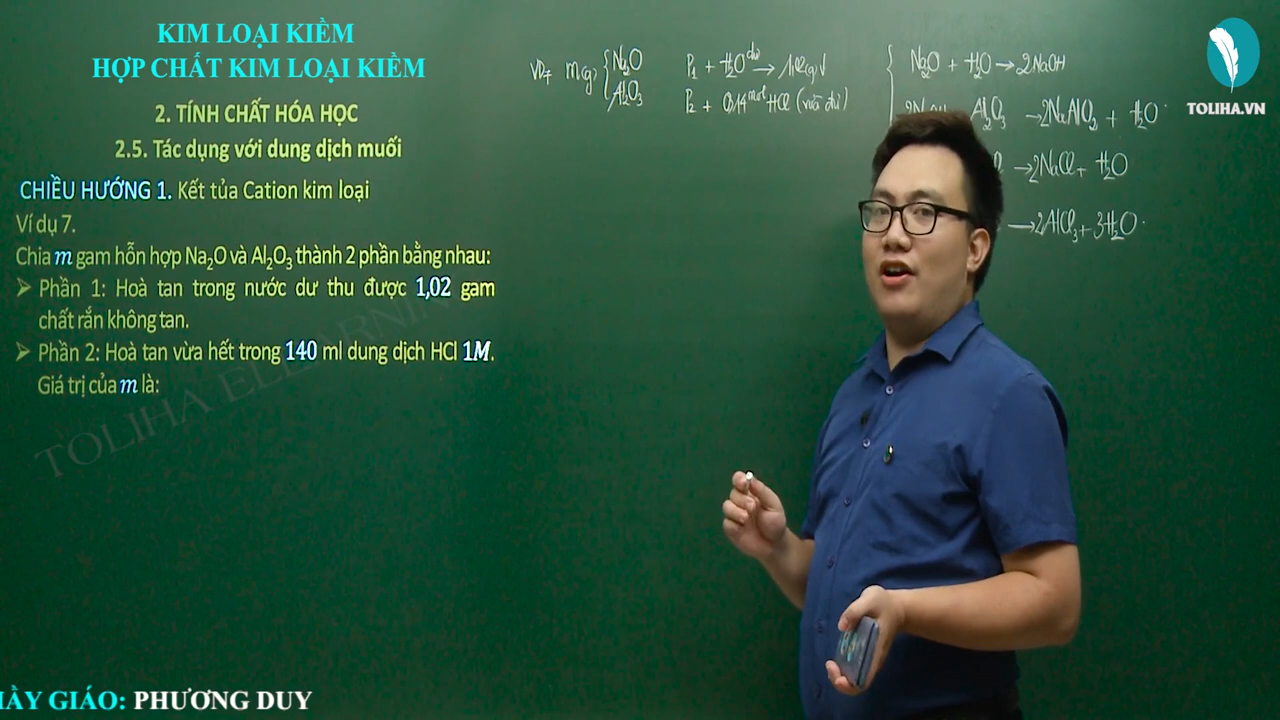 KIM LOẠI KIỀM
HỢP CHẤT KIM LOẠI KIỀM
2. TÍNH CHẤT HÓA HỌC
2.5. Tác dụng với dung dịch muối
CHIỀU HƯỚNG 1. Kết tủa Cation kim loại
Ví dụ 7.
Chia m gam hỗn hợp Na₂O và Al₂O₃ thành 2 phần bằng nhau:
➤ Phần 1: Hoà tan trong nước dư thu được 1,02 gam
chất rắn không tan.
➤ Phần 2: Hoà tan vừa hết trong 140 ml dung dịch HCl 1M.
Giá trị của m là:
TOLIHA
VD7 m(g) { Na₂O
Al₂O₃
P₁ + H₂O dư →
P₂ + 0,14 mol HCl (vừa đủ)
Na₂O + H₂O → 2NaOH
Al₂O₃ → 2NaAlO₂ + H₂O
→ 2NaCl + H₂O
→ 2AlCl₃ + 3H₂O
TOLIHA.VN
HẦY GIÁO: PHƯƠNG DUY